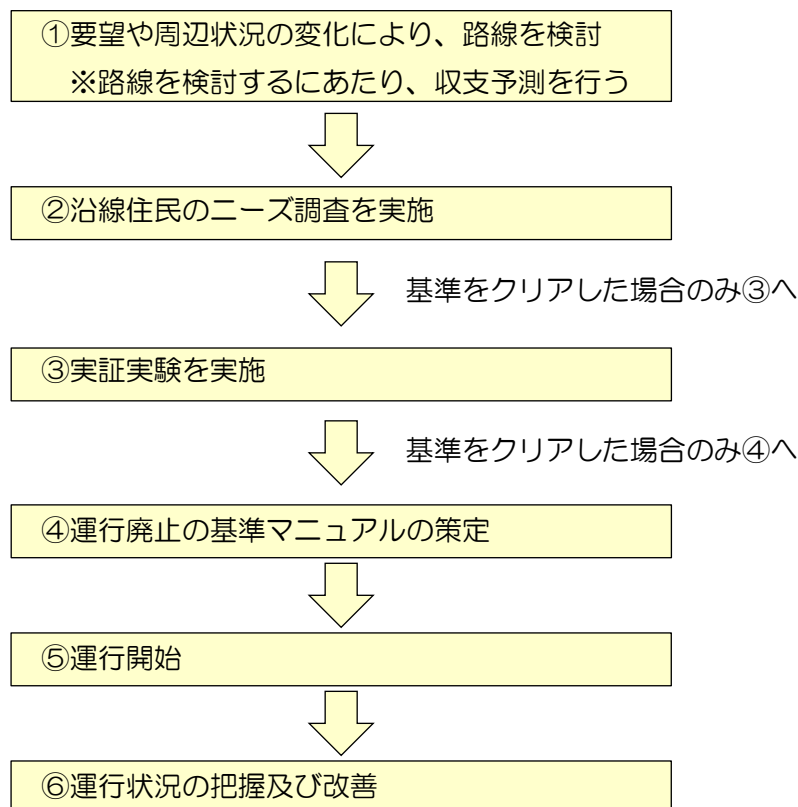 ①要望や周辺状況の変化により、路線を検討
※路線を検討するにあたり、収支予測を行う
②沿線住民のニーズ調査を実施
基準をクリアした場合のみ③へ
③実証実験を実施
基準をクリアした場合のみ④へ
④運行廃止の基準マニュアルの策定
⑤運行開始
⑥運行状況の把握及び改善